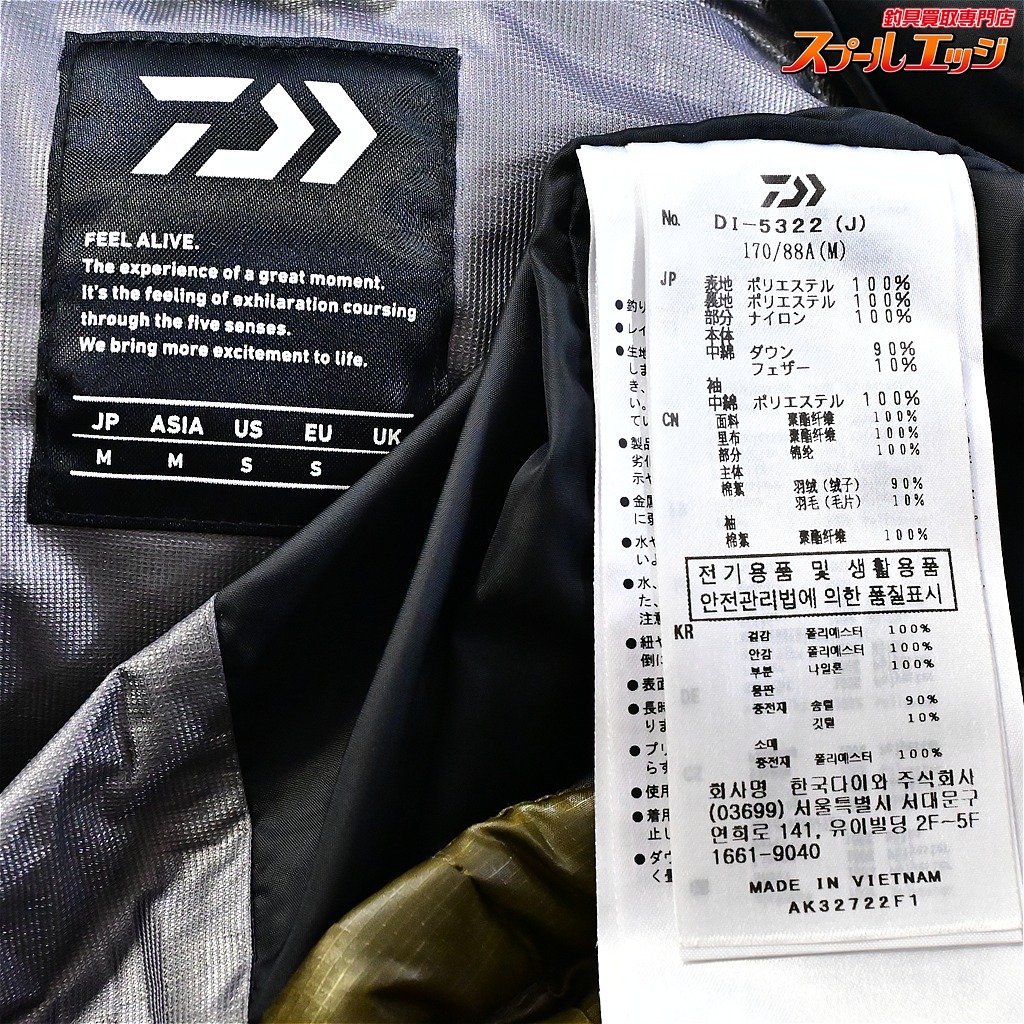 釣具買取専門店
スプールエッジ
FEEL ALIVE.
The experience of a great moment.
It's the feeling of exhilaration coursing
through the five senses.
We bring more excitement to life.
JP ASIA US EU UK
M M S S
No. DI-5322 (J)
170/88A(M)
JP 表地 ポリエステル 100%
裏地 ポリエステル 100%
部分 ナイロン 100%
本体
中綿 ダウン 90%
フェザー 10%
袖
中綿 ポリエステル 100%
CN 面料 聚酯纤维 100%
里布 聚酯纤维 100%
部分 锦纶 100%
主体
棉絮 羽绒(绒子) 90%
羽毛(毛片) 10%
袖
棉絮 聚酯纤维 100%
전기용품 및 생활용품
안전관리법에 의한 품질표시
KR 겉감 폴리에스터 100%
안감 폴리에스터 100%
부분 나일론 100%
몸판
충전재 솜털 90%
깃털 10%
소매
충전재 폴리에스터 100%
회사명 한국다이와 주식회사
(03699) 서울특별시 서대문구
연희로 141, 유이빌딩 2F~5F
1661-9040
MADE IN VIETNAM
AK32722F1